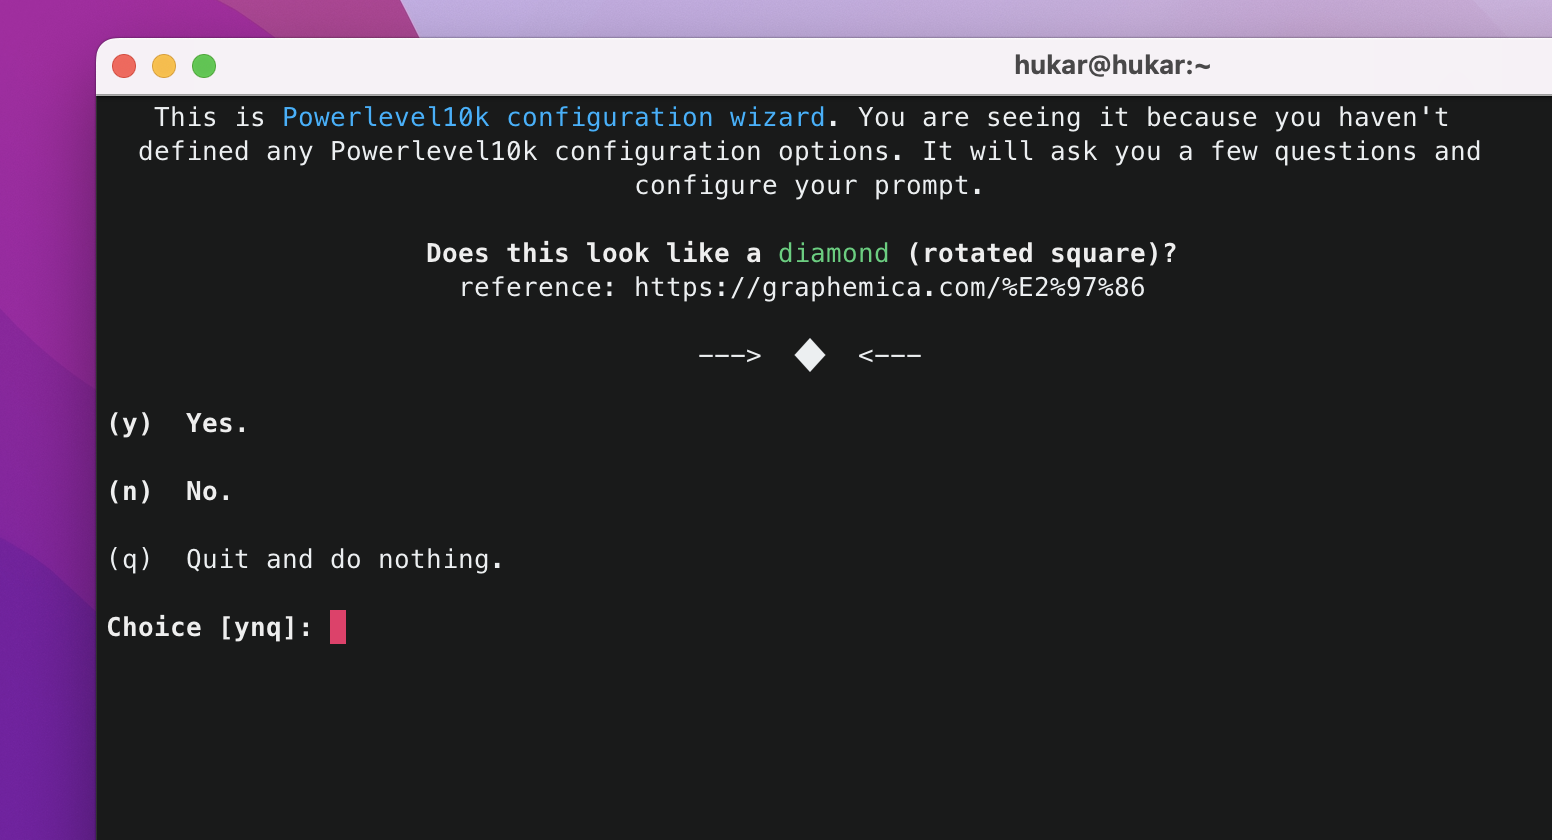 hukar@hukar:~
This is Powerlevel10k configuration wizard. You are seeing it because you haven't
defined any Powerlevel10k configuration options. It will ask you a few questions and
configure your prompt.
Does this look like a diamond (rotated square)?
reference: https://graphemica.com/%E2%97%86
---> ◆ <---
(y) Yes.
(n) No.
(q) Quit and do nothing.
Choice [ynq]: